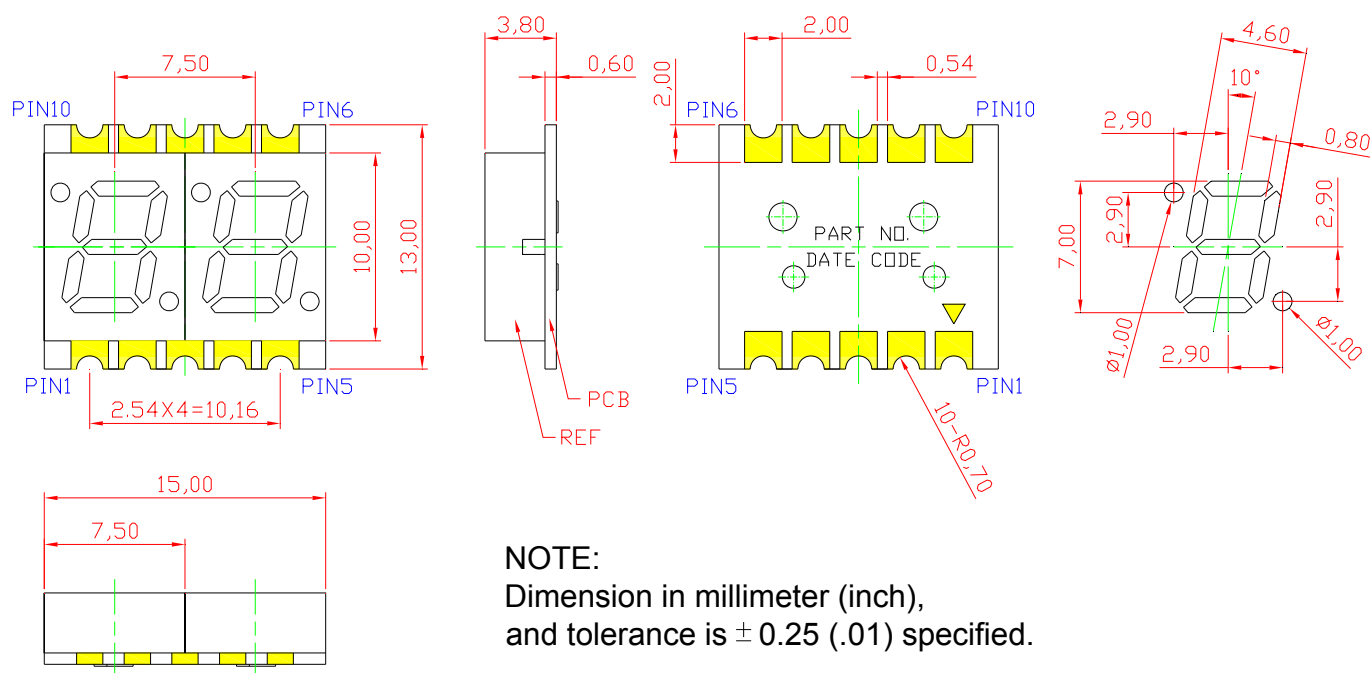 7,50
PIN10
PIN6
10,00
13,00
PIN1
PIN5
2.54X4=10,16
3,80
0,60
PCB
REF
2,00
0,54
2,00
PIN6
PIN10
PART NO.
DATE CODE
PIN5
PIN1
10-R0,70
4,60
10°
2,90
0,80
2,90
7,00
2,90
2,90
ø1,00
ø1,00
15,00
7,50
NOTE:
Dimension in millimeter (inch),
and tolerance is ± 0.25 (.01) specified.